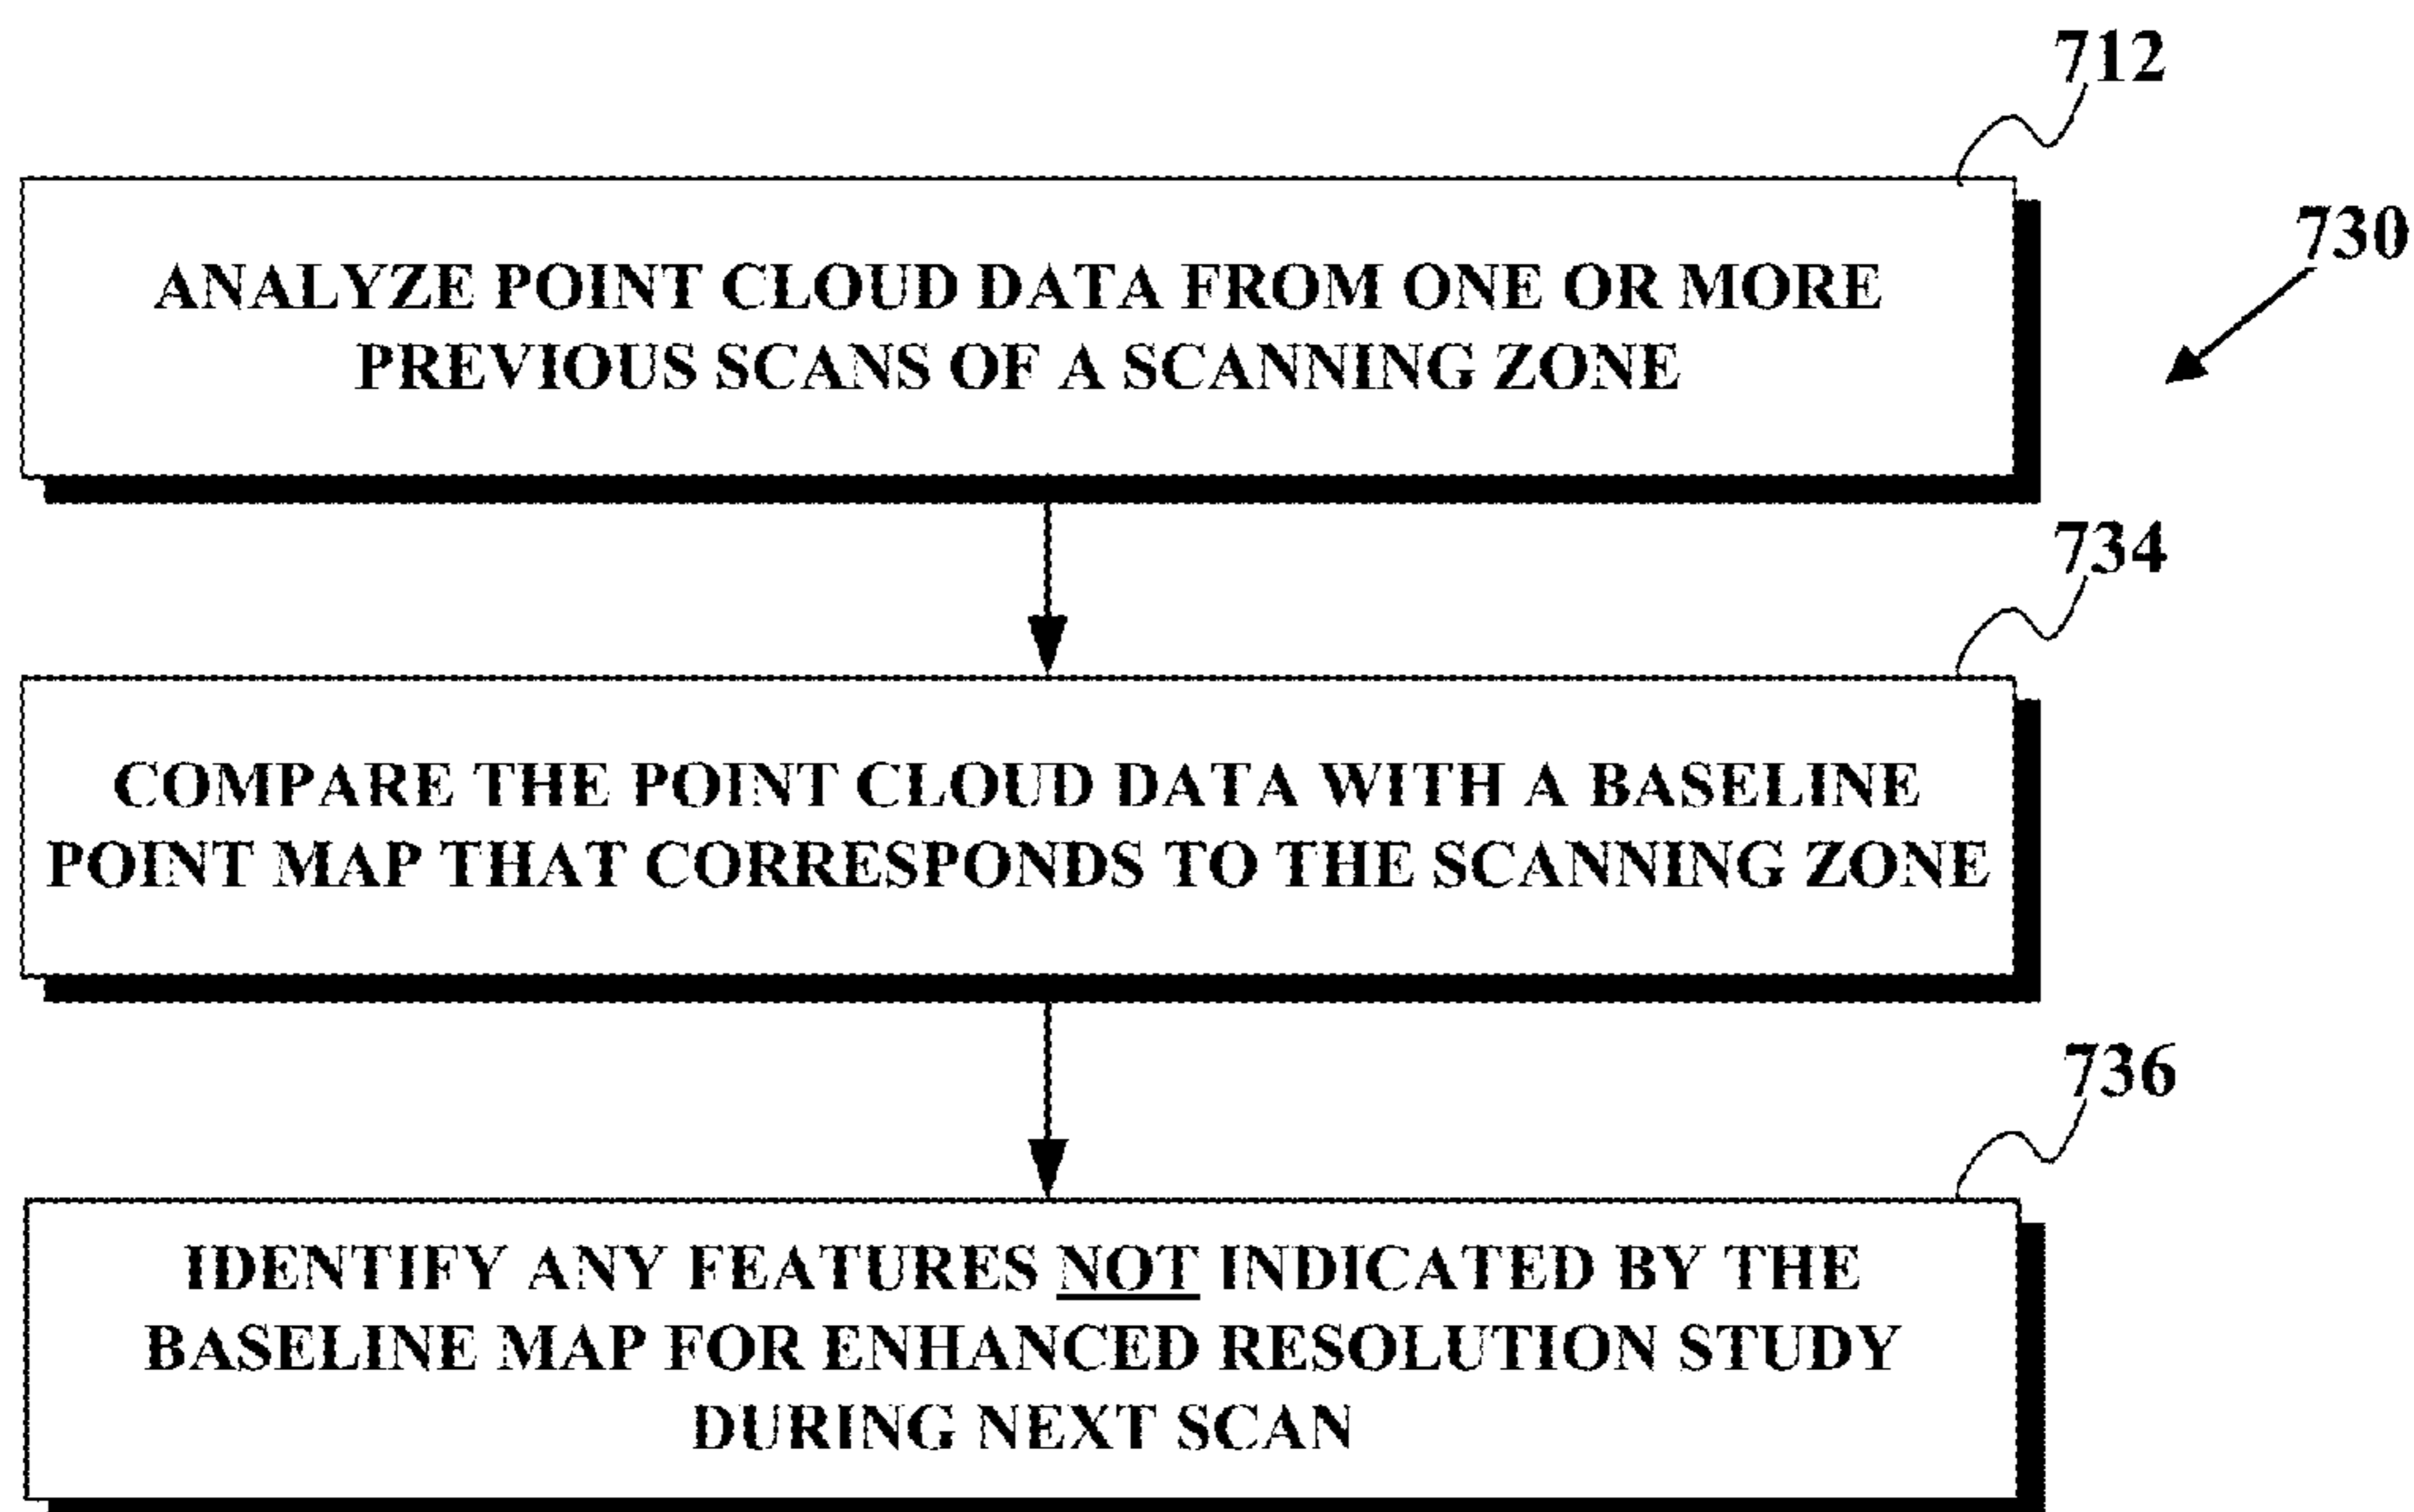 712
730
ANALYZE POINT CLOUD DATA FROM ONE OR MORE
PREVIOUS SCANS OF A SCANNING ZONE
734
COMPARE THE POINT CLOUD DATA WITH A BASELINE
POINT MAP THAT CORRESPONDS TO THE SCANNING ZONE
736
IDENTIFY ANY FEATURES NOT INDICATED BY THE
BASELINE MAP FOR ENHANCED RESOLUTION STUDY
DURING NEXT SCAN